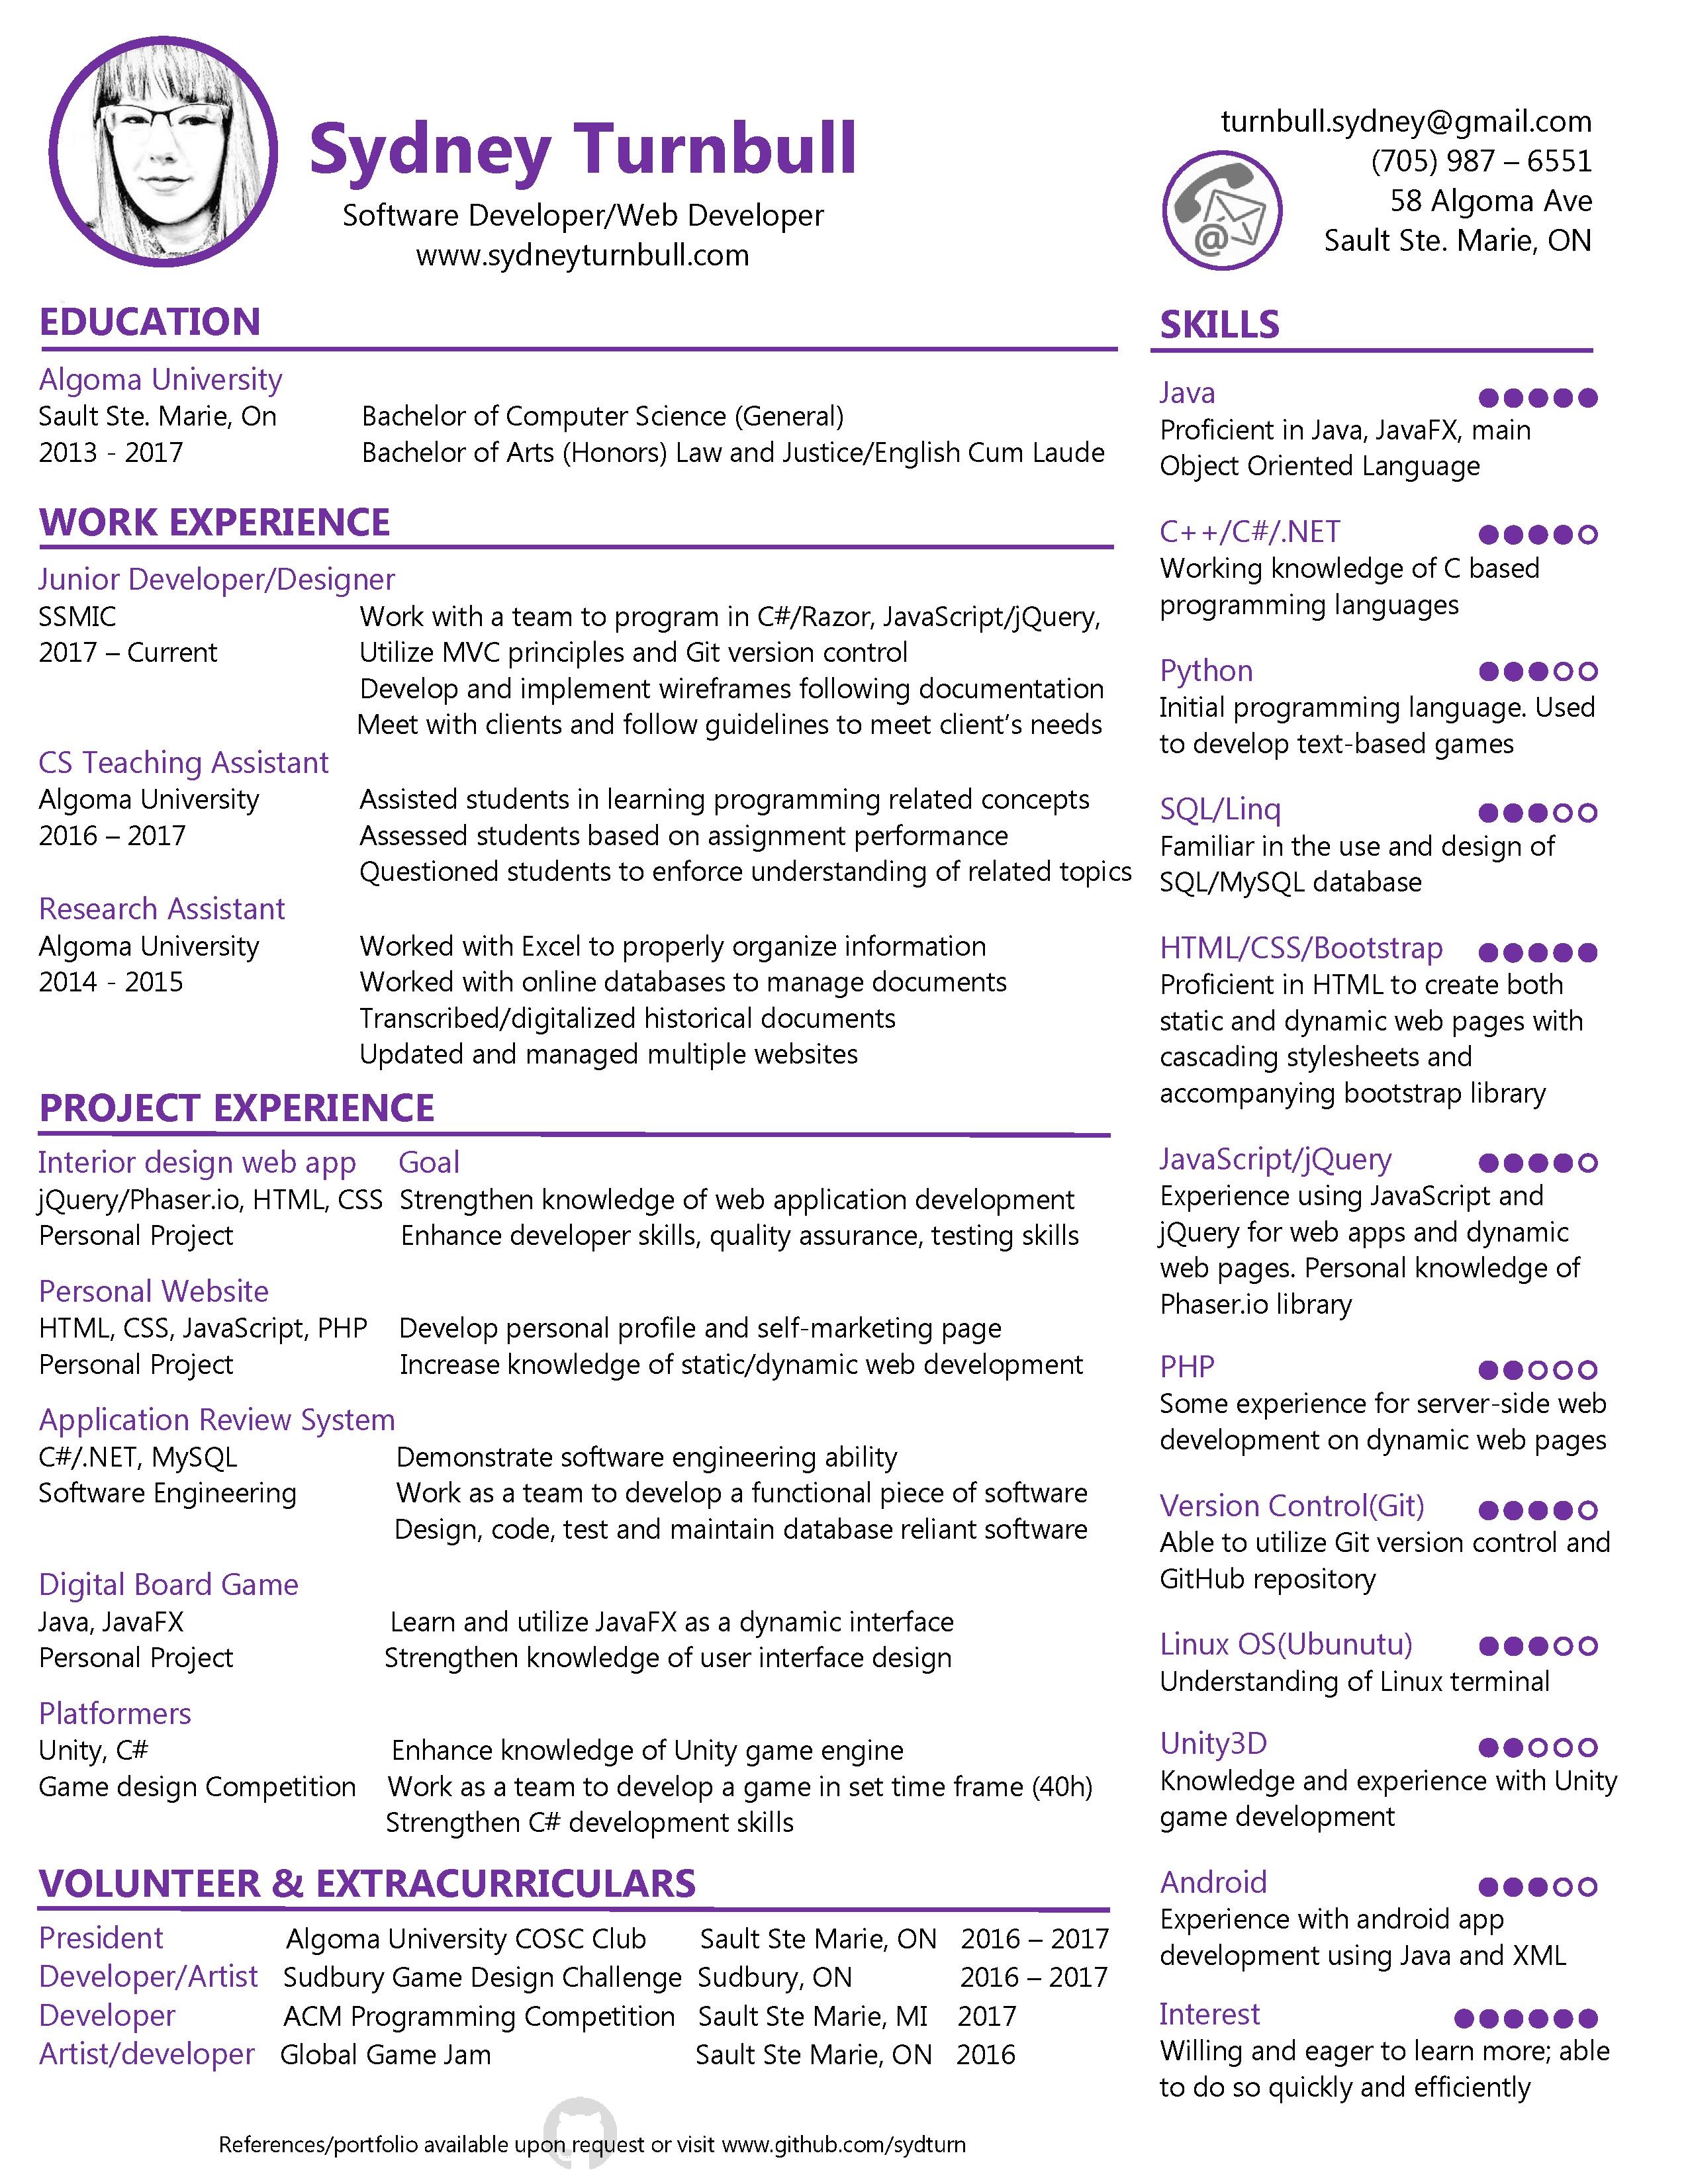 Sydney Turnbull
Software Developer/Web Developer
www.sydneyturnbull.com
turnbull.sydney@gmail.com
(705) 987 – 6551
58 Algoma Ave
Sault Ste. Marie, ON
@
EDUCATION
Algoma University
Sault Ste. Marie, On Bachelor of Computer Science (General)
2013 - 2017 Bachelor of Arts (Honors) Law and Justice/English Cum Laude
WORK EXPERIENCE
Junior Developer/Designer
SSMIC Work with a team to program in C#/Razor, JavaScript/jQuery,
2017 – Current Utilize MVC principles and Git version control
Develop and implement wireframes following documentation
Meet with clients and follow guidelines to meet client's needs
CS Teaching Assistant
Algoma University Assisted students in learning programming related concepts
2016 – 2017 Assessed students based on assignment performance
Questioned students to enforce understanding of related topics
Research Assistant
Algoma University Worked with Excel to properly organize information
2014 - 2015 Worked with online databases to manage documents
Transcribed/digitalized historical documents
Updated and managed multiple websites
PROJECT EXPERIENCE
Interior design web app Goal
jQuery/Phaser.io, HTML, CSS Strengthen knowledge of web application development
Personal Project Enhance developer skills, quality assurance, testing skills
Personal Website
HTML, CSS, JavaScript, PHP Develop personal profile and self-marketing page
Personal Project Increase knowledge of static/dynamic web development
Application Review System
C#/.NET, MySQL Demonstrate software engineering ability
Software Engineering Work as a team to develop a functional piece of software
Design, code, test and maintain database reliant software
Digital Board Game
Java, JavaFX Learn and utilize JavaFX as a dynamic interface
Personal Project Strengthen knowledge of user interface design
Platformers
Unity, C# Enhance knowledge of Unity game engine
Game design Competition Work as a team to develop a game in set time frame (40h)
Strengthen C# development skills
VOLUNTEER & EXTRACURRICULARS
President Algoma University COSC Club Sault Ste Marie, ON 2016 – 2017
Developer/Artist Sudbury Game Design Challenge Sudbury, ON 2016 – 2017
Developer ACM Programming Competition Sault Ste Marie, MI 2017
Artist/developer Global Game Jam Sault Ste Marie, ON 2016
SKILLS
Java
Proficient in Java, JavaFX, main
Object Oriented Language
C++/C#/.NET
Working knowledge of C based
programming languages
Python
Initial programming language. Used
to develop text-based games
SQL/Linq
Familiar in the use and design of
SQL/MySQL database
HTML/CSS/Bootstrap
Proficient in HTML to create both
static and dynamic web pages with
cascading stylesheets and
accompanying bootstrap library
JavaScript/jQuery
Experience using JavaScript and
jQuery for web apps and dynamic
web pages. Personal knowledge of
Phaser.io library
PHP
Some experience for server-side web
development on dynamic web pages
Version Control(Git)
Able to utilize Git version control and
GitHub repository
Linux OS(Ubunutu)
Understanding of Linux terminal
Unity3D
Knowledge and experience with Unity
game development
Android
Experience with android app
development using Java and XML
Interest
Willing and eager to learn more; able
to do so quickly and efficiently
References/portfolio available upon request or visit www.github.com/sydturn